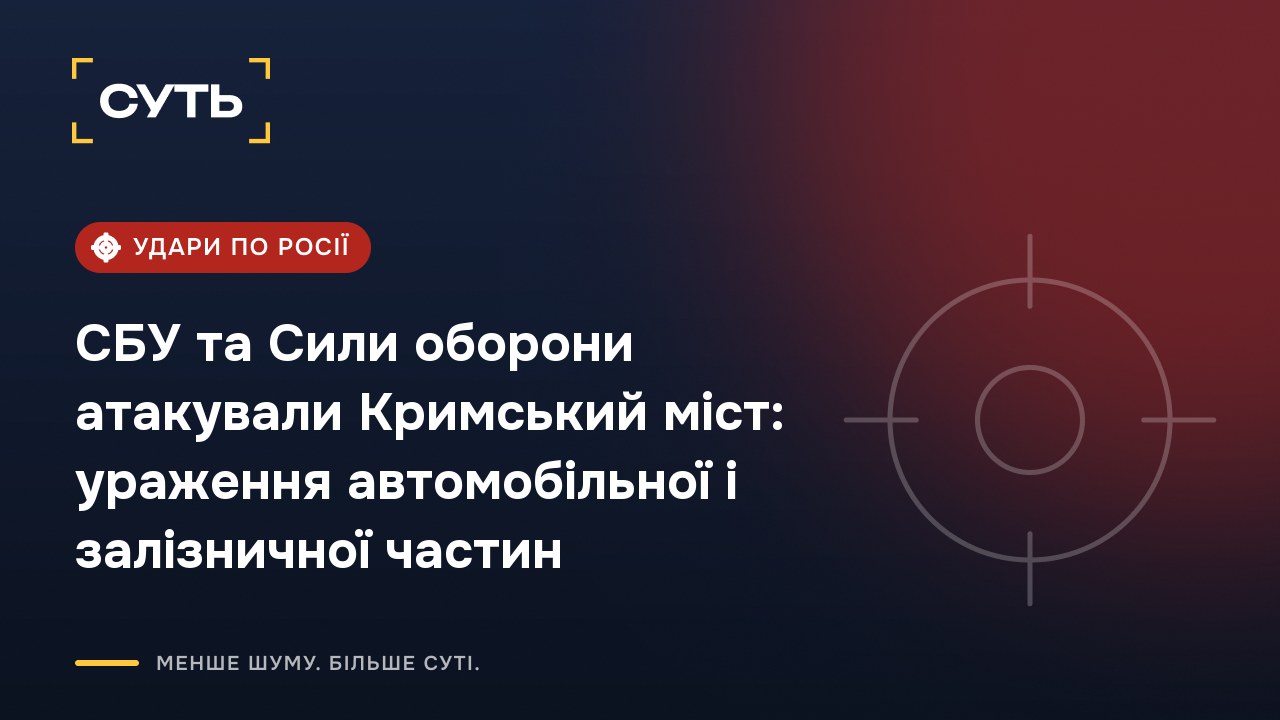 СУТЬ
УДАРИ ПО РОСІЇ
СБУ та Сили оборони
атакували Кримський міст:
ураження автомобільної і
залізничної частин
МЕНШЕ ШУМУ. БІЛЬШЕ СУТІ.